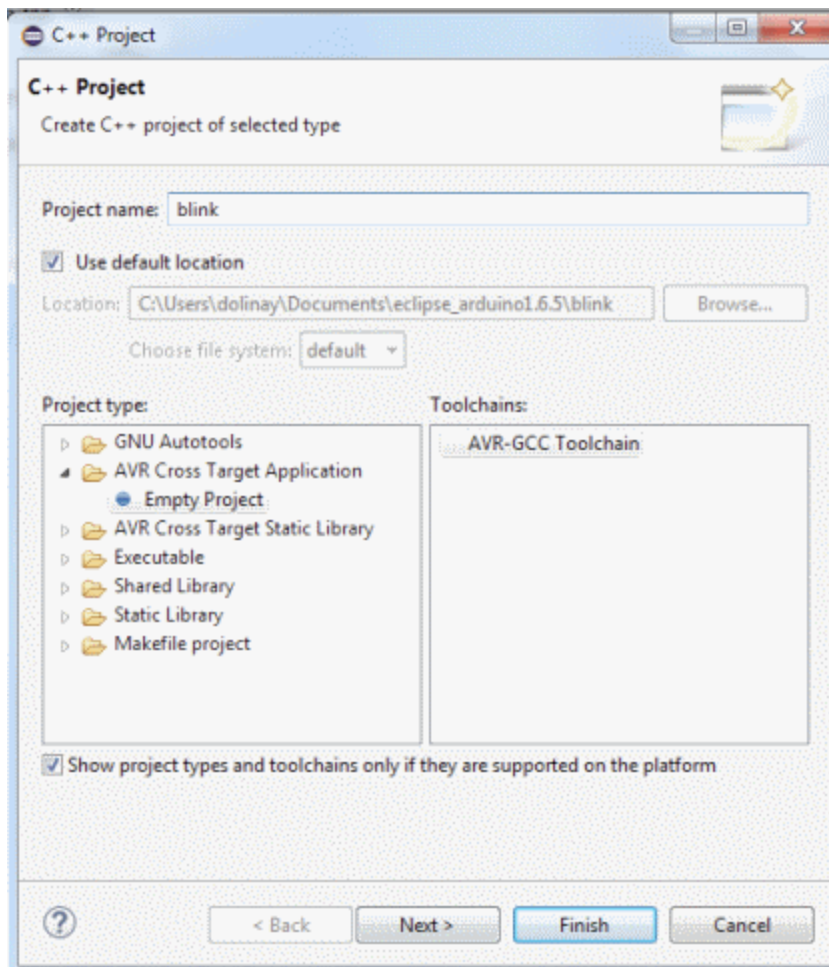 C++ Project
C++ Project
Create C++ project of selected type
Project name: blink
Use default location
Location: C:\Users\dolinay\Documents\eclipse_arduino1.6.5\blink Browse...
Choose file system: default
Project type: Toolchains:
GNU Autotools AVR-GCC Toolchain
AVR Cross Target Application
Empty Project
AVR Cross Target Static Library
Executable
Shared Library
Static Library
Makefile project
Show project types and toolchains only if they are supported on the platform
? < Back Next > Finish Cancel